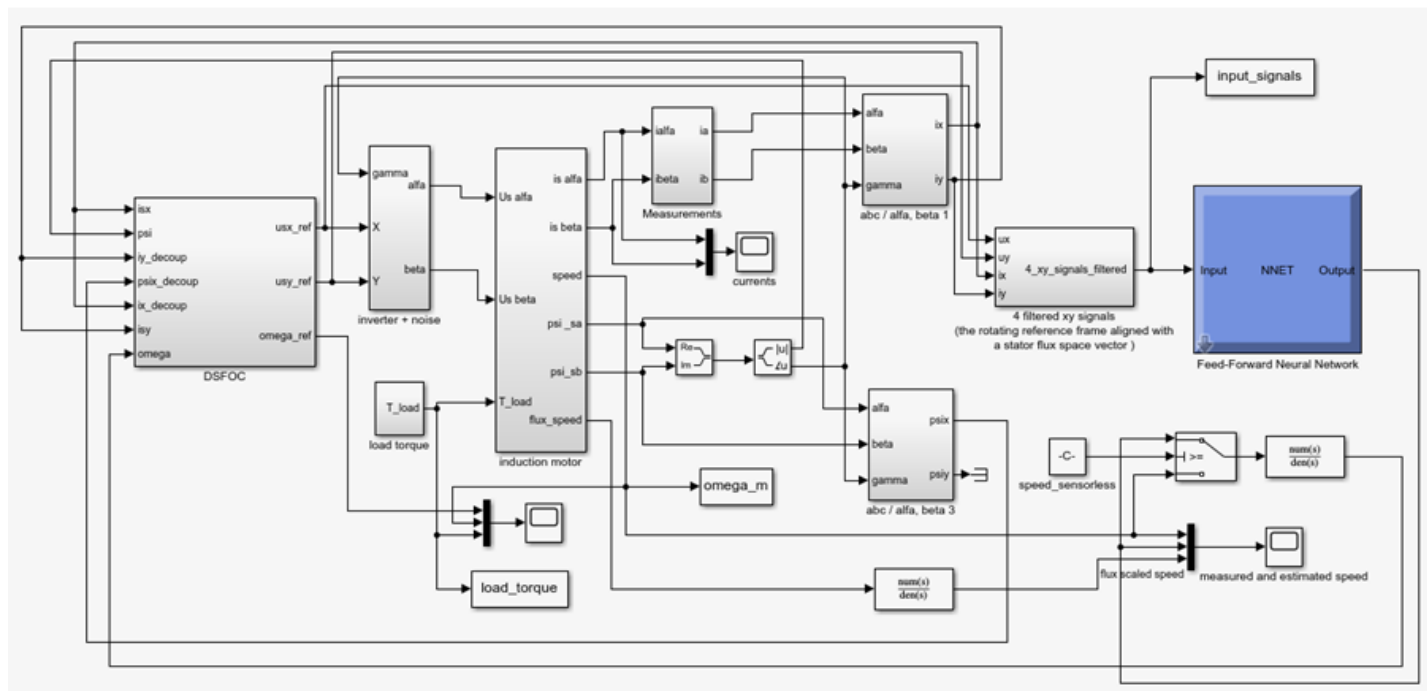 input_signals
isx
psi
iy_decoup
psix_decoup
ix_decoup
isy
omega
usx_ref
usy_ref
omega_ref
DSFOC
gamma
X
Y
alfa
beta
inverter + noise
T_load
load torque
Us alfa
Us beta
T_load
is alfa
is beta
speed
psi_sa
psi_sb
flux_speed
induction motor
ialfa
ibeta
ia
ib
Measurements
currents
Re
Im
|u|
∠u
alfa
beta
gamma
ix
iy
abc / alfa, beta 1
alfa
beta
gamma
psix
psiy
abc / alfa, beta 3
ux
uy
ix
iy
4_xy_signals_filtered
4 filtered xy signals
(the rotating reference frame aligned with
a stator flux space vector )
Input
NNET
Output
Feed-Forward Neural Network
-C-
speed_sensorless
>=
num(s)
den(s)
omega_m
load_torque
num(s)
den(s)
flux scaled speed
measured and estimated speed